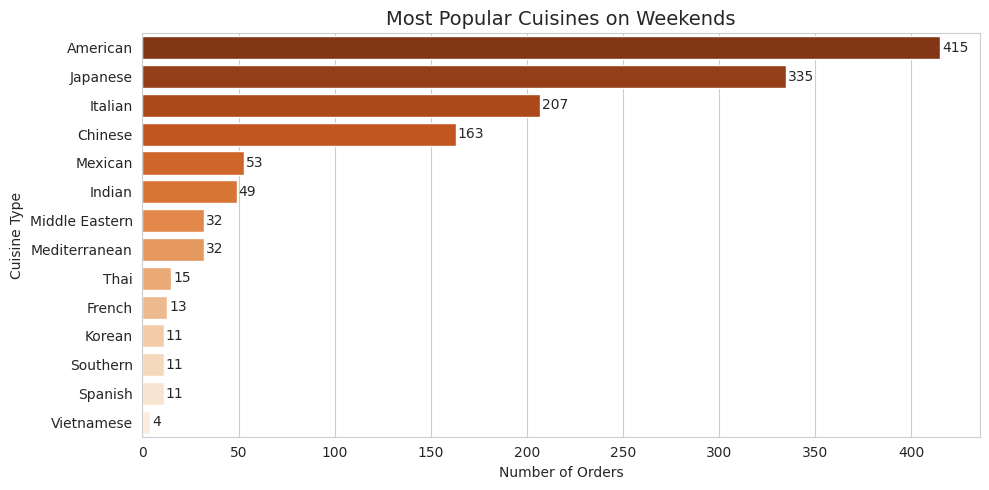 Most Popular Cuisines on Weekends
Cuisine Type
American 415
Japanese 335
Italian 207
Chinese 163
Mexican 53
Indian 49
Middle Eastern 32
Mediterranean 32
Thai 15
French 13
Korean 11
Southern 11
Spanish 11
Vietnamese 4
0 50 100 150 200 250 300 350 400
Number of Orders